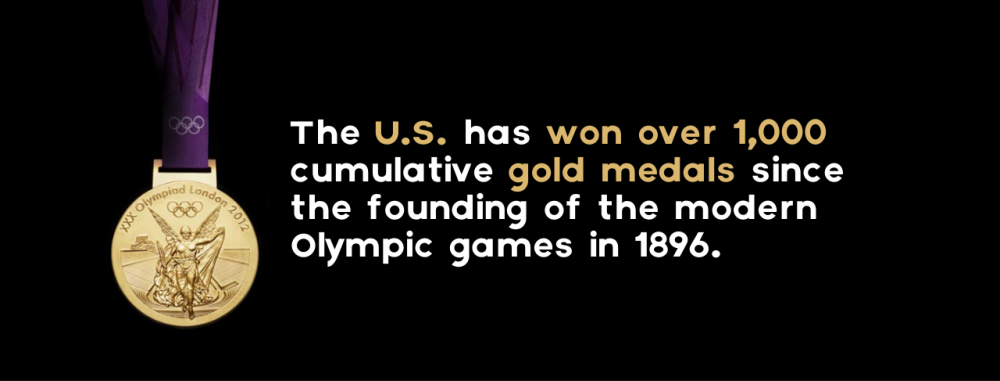 XXX Olympiad London 2012
The U.S. has won over 1,000
cumulative gold medals since
the founding of the modern
Olympic games in 1896.